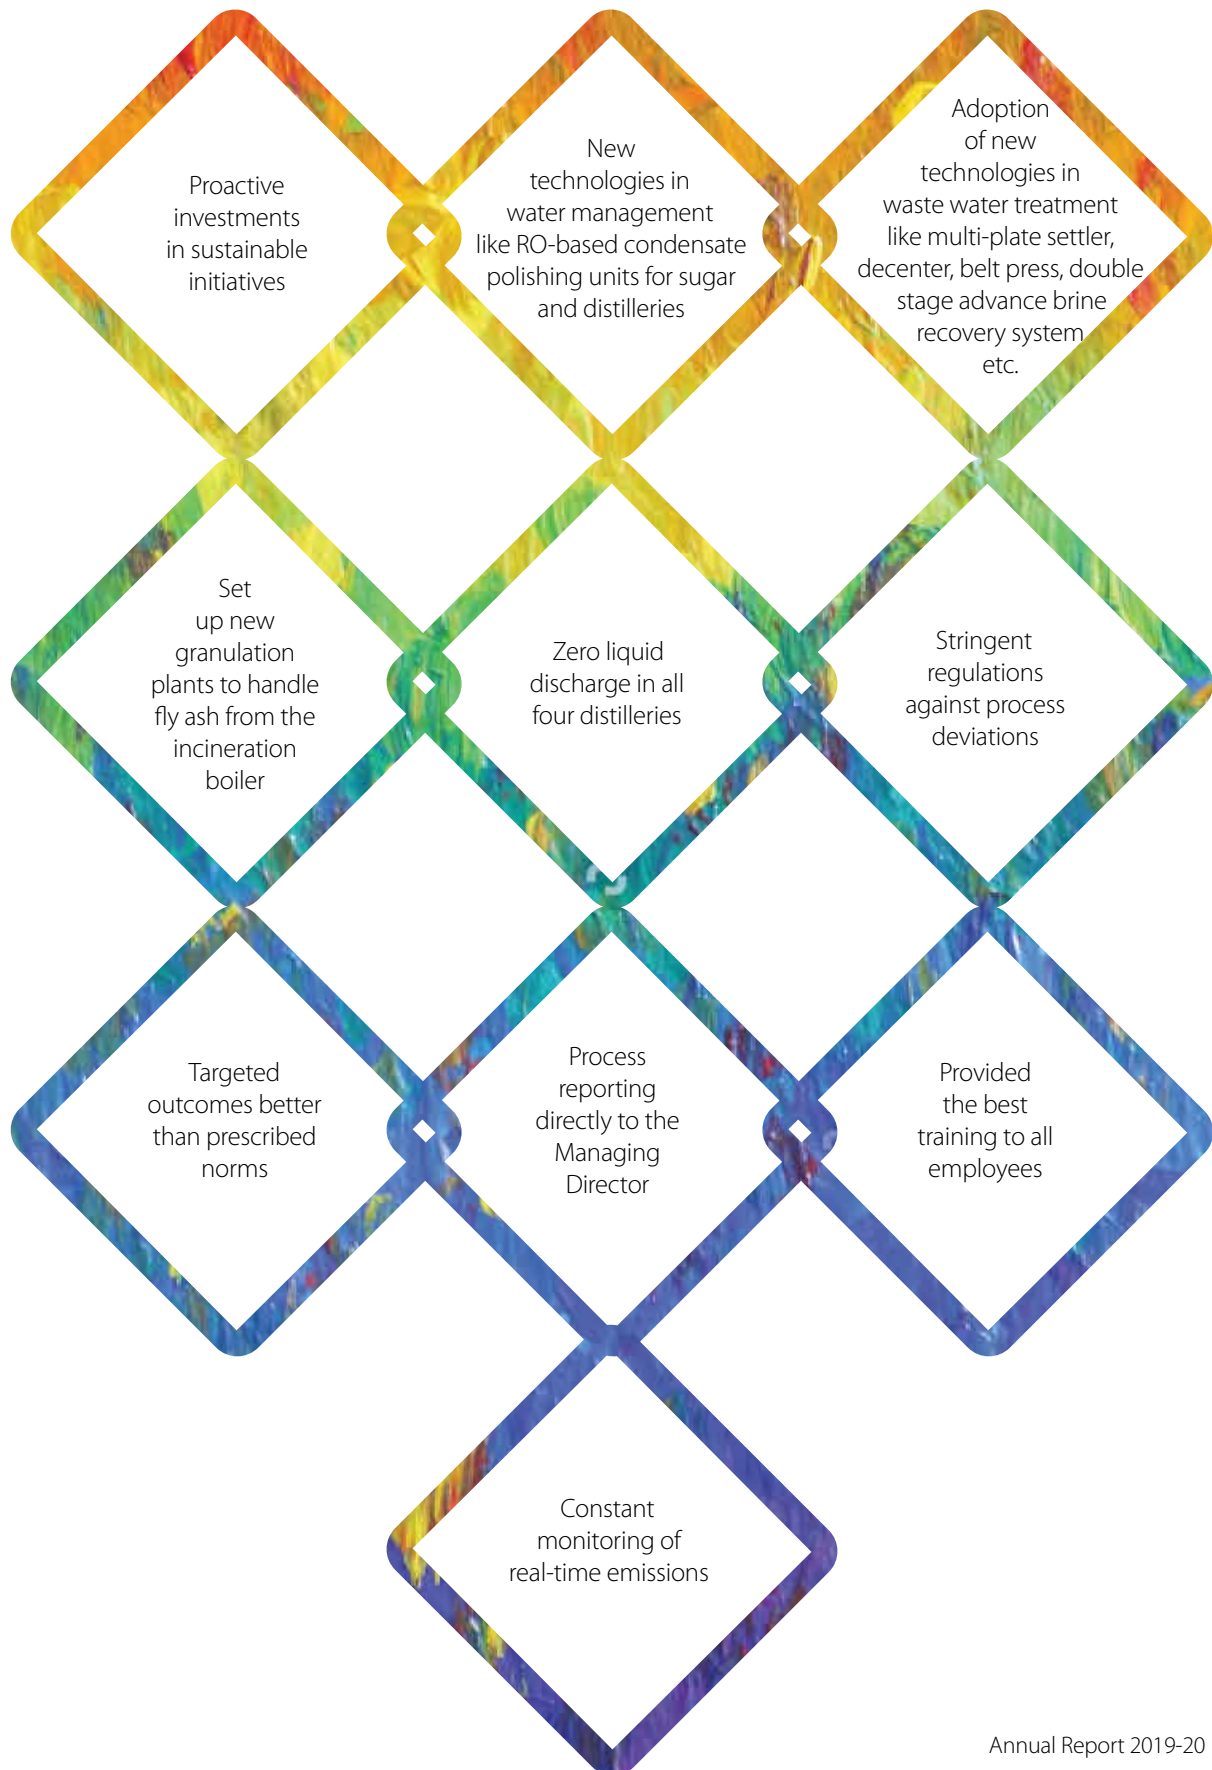 Proactive
investments
in sustainable
initiatives
New
technologies in
water management
like RO-based condensate
polishing units for sugar
and distilleries
Adoption
of new
technologies in
waste water treatment
like multi-plate settler,
decenter, belt press, double
stage advance brine
recovery system
etc.
Set
up new
granulation
plants to handle
fly ash from the
incineration
boiler
Zero liquid
discharge in all
four distilleries
Stringent
regulations
against process
deviations
Targeted
outcomes better
than prescribed
norms
Process
reporting
directly to the
Managing
Director
Provided
the best
training to all
employees
Constant
monitoring of
real-time emissions
Annual Report 2019-20